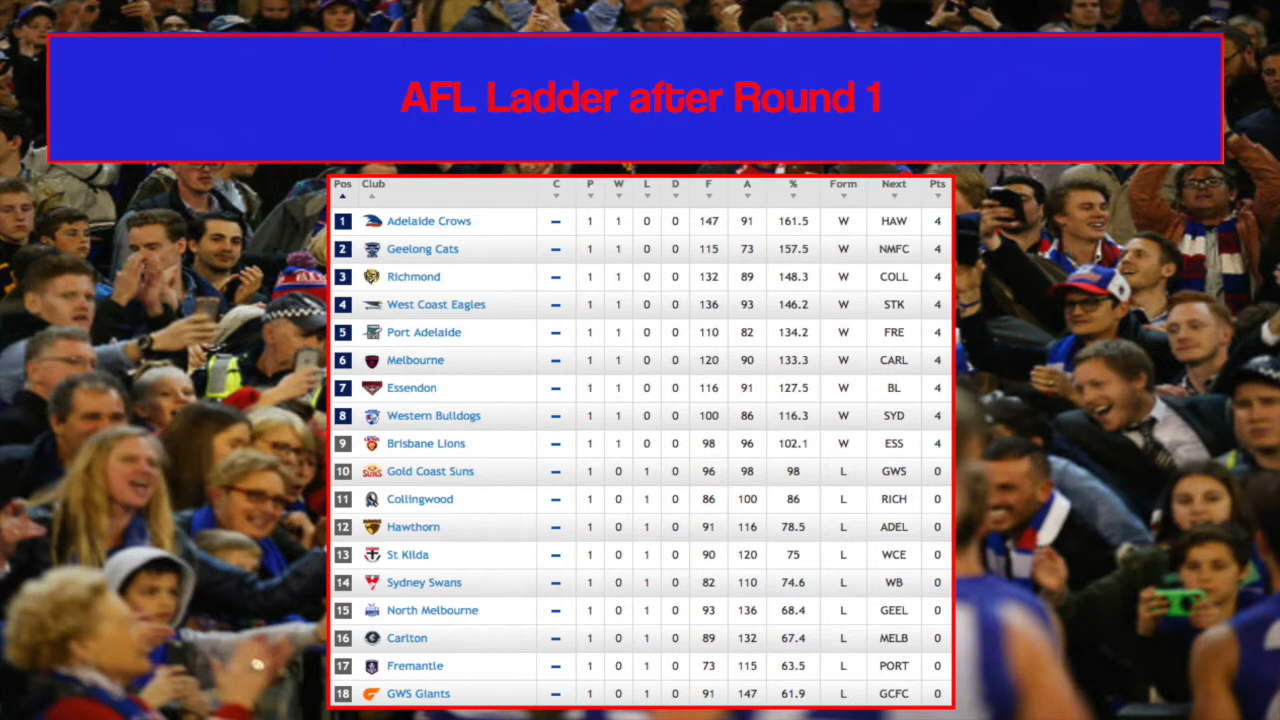 AFL Ladder after Round 1
Pos Club C P W L D F A % Form Next Pts
1 Adelaide Crows – 1 1 0 0 147 91 161.5 W HAW 4
2 Geelong Cats – 1 1 0 0 115 73 157.5 W NMFC 4
3 Richmond – 1 1 0 0 132 89 148.3 W COLL 4
4 West Coast Eagles – 1 1 0 0 136 93 146.2 W STK 4
5 Port Adelaide – 1 1 0 0 110 82 134.2 W FRE 4
6 Melbourne – 1 1 0 0 120 90 133.3 W CARL 4
7 Essendon – 1 1 0 0 116 91 127.5 W BL 4
8 Western Bulldogs – 1 1 0 0 100 86 116.3 W SYD 4
9 Brisbane Lions – 1 1 0 0 98 96 102.1 W ESS 4
10 Gold Coast Suns – 1 0 1 0 96 98 98 L GWS 0
11 Collingwood – 1 0 1 0 86 100 86 L RICH 0
12 Hawthorn – 1 0 1 0 91 116 78.5 L ADEL 0
13 St Kilda – 1 0 1 0 90 120 75 L WCE 0
14 Sydney Swans – 1 0 1 0 82 110 74.6 L WB 0
15 North Melbourne – 1 0 1 0 93 136 68.4 L GEEL 0
16 Carlton – 1 0 1 0 89 132 67.4 L MELB 0
17 Fremantle – 1 0 1 0 73 115 63.5 L PORT 0
18 GWS Giants – 1 0 1 0 91 147 61.9 L GCFC 0